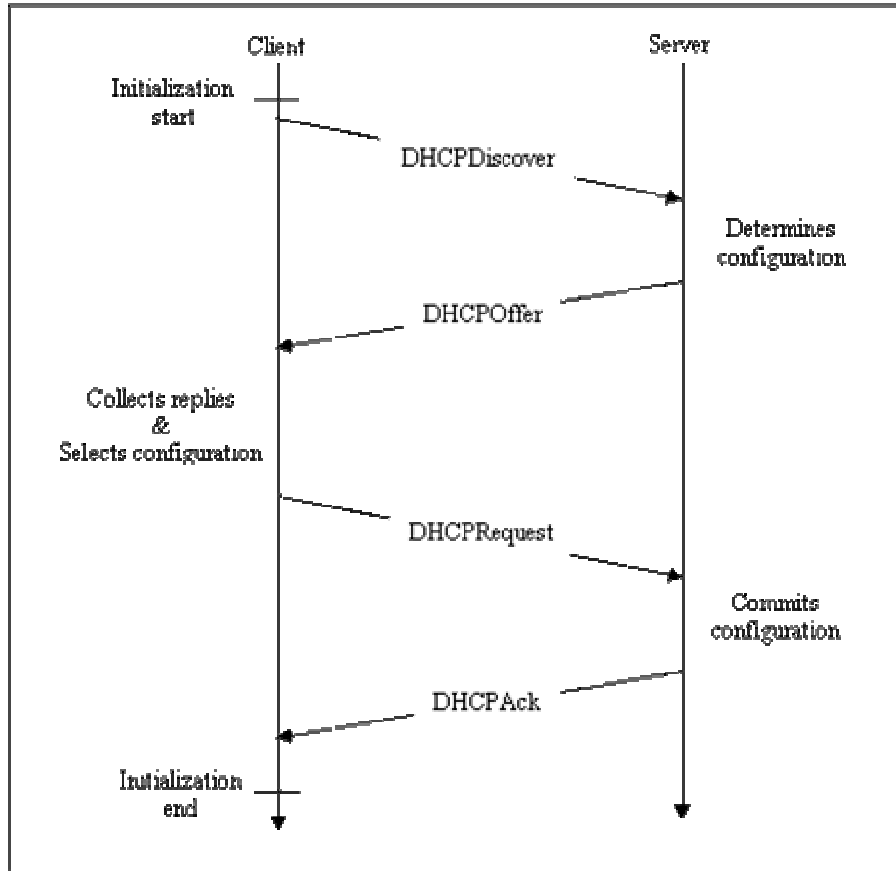 Client
Server
Initialization
start
DHCPDiscover
Determines
configuration
DHCPOffer
Collects replies
&
Selects configuration
DHCPRequest
Commits
configuration
DHCPAck
Initialization
end